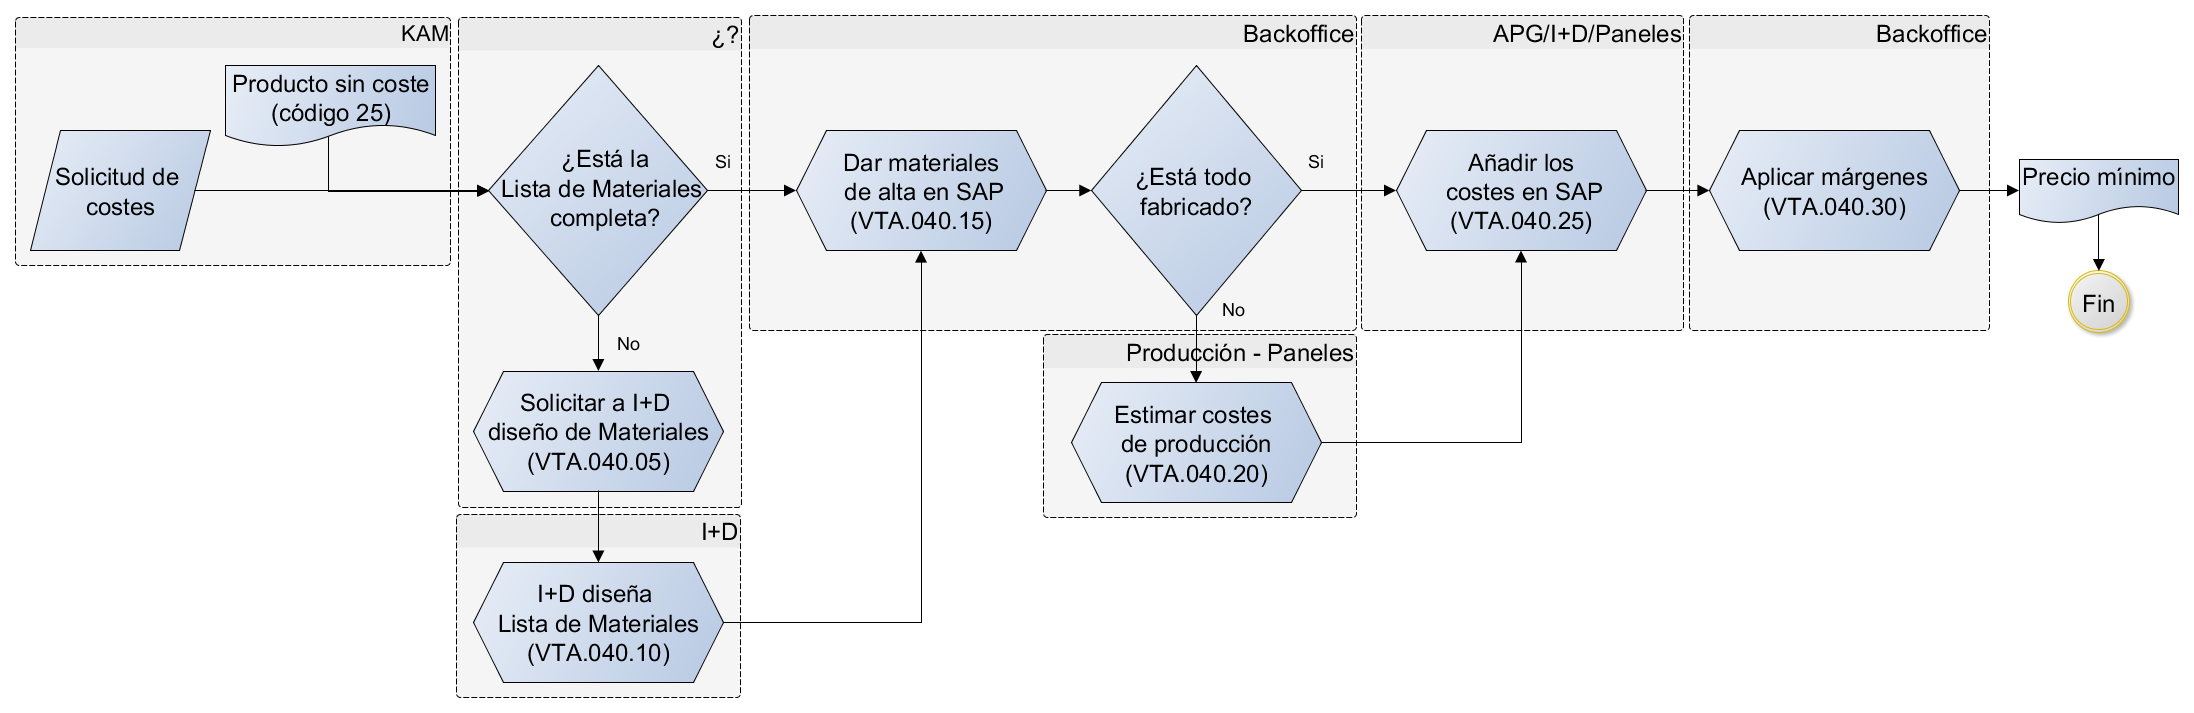 KAM
Producto sin coste
(código 25)
Solicitud de
costes
¿?
¿Está la
Lista de Materiales
completa?
Si
No
Solicitar a I+D
diseño de Materiales
(VTA.040.05)
I+D
I+D diseña
Lista de Materiales
(VTA.040.10)
Backoffice
Dar materiales
de alta en SAP
(VTA.040.15)
¿Está todo
fabricado?
Si
No
Producción - Paneles
Estimar costes
de producción
(VTA.040.20)
APG/I+D/Paneles
Añadir los
costes en SAP
(VTA.040.25)
Backoffice
Aplicar márgenes
(VTA.040.30)
Precio mínimo
Fin